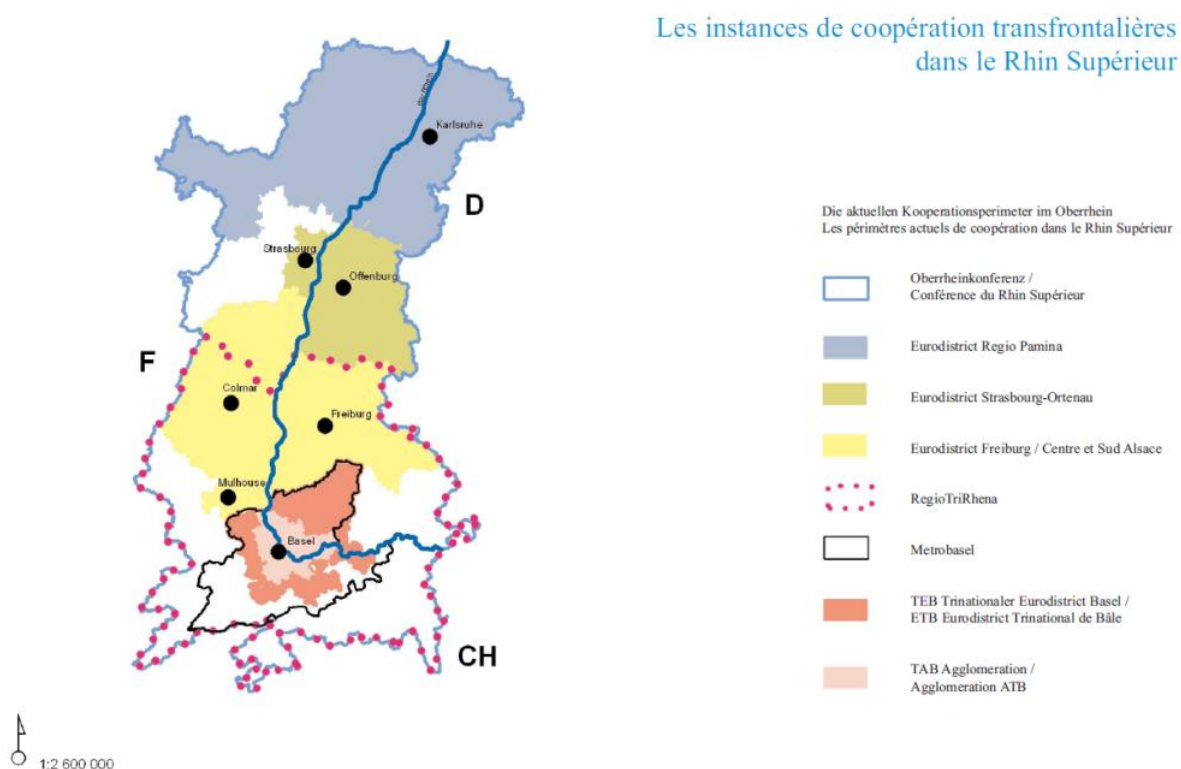 Les instances de coopération transfrontalières
dans le Rhin Supérieur
Karlsruhe
D
Strasbourg
Offenburg
F
Colmar
Freiburg
Mulhouse
Basel
CH
1:2 600 000
Die aktuellen Kooperationsperimeter im Oberrhein
Les périmètres actuels de coopération dans le Rhin Supérieur
Oberrheinkonferenz /
Conférence du Rhin Supérieur
Eurodistrict Regio Pamina
Eurodistrict Strasbourg-Ortenau
Eurodistrict Freiburg / Centre et Sud Alsace
RegioTriRhena
Metrobasel
TEB Trinationaler Eurodistrict Basel /
ETB Eurodistrict Trinational de Bâle
TAB Agglomeration /
Agglomeration ATB